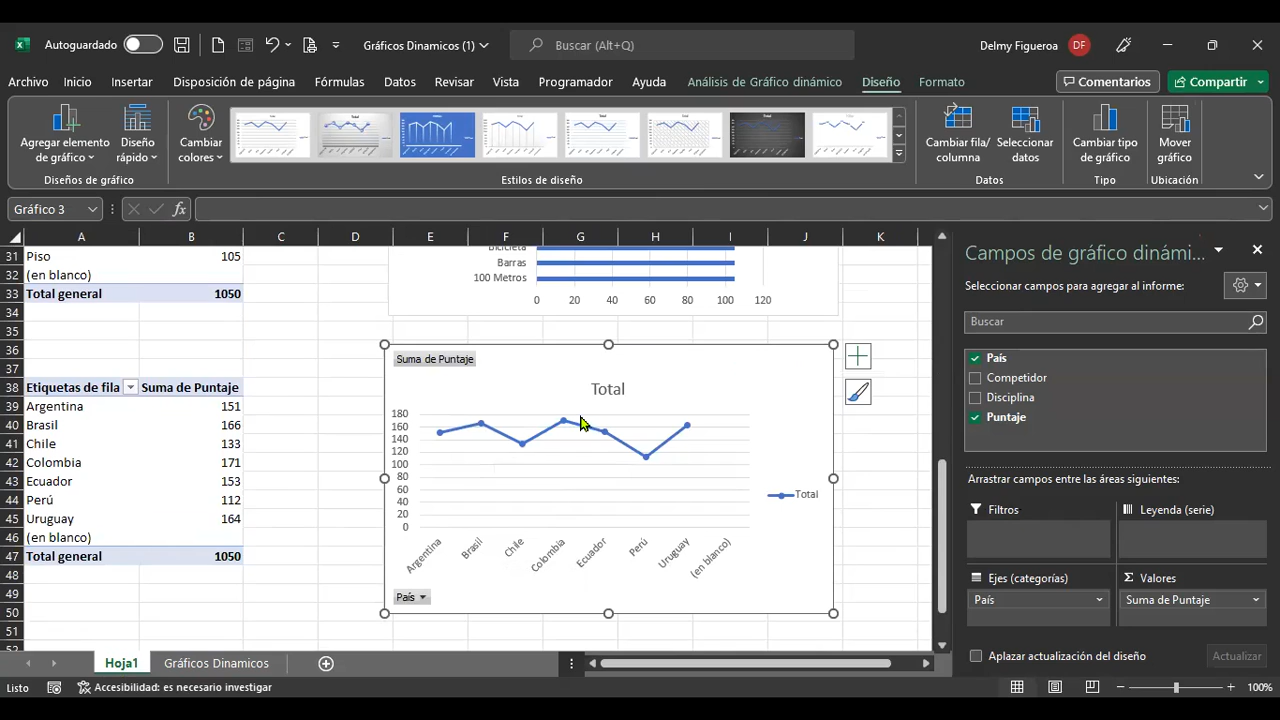 Autoguardado
Gráficos Dinamicos (1)
Buscar (Alt+Q)
Delmy Figueroa
DF
Archivo Inicio Insertar Disposición de página Fórmulas Datos Revisar Vista Programador Ayuda Análisis de Gráfico dinámico Diseño Formato Comentarios Compartir
Agregar elemento de gráfico
Diseño rápido
Cambiar colores
Cambiar fila/ columna
Seleccionar datos
Cambiar tipo de gráfico
Mover gráfico
Diseños de gráfico Estilos de diseño Datos Tipo Ubicación
Gráfico 3
fx
A B C D E F G H I J K
31 Piso 105
32 (en blanco)
33 Total general 1050
34
35
36
37
38 Etiquetas de fila Suma de Puntaje
39 Argentina 151
40 Brasil 166
41 Chile 133
42 Colombia 171
43 Ecuador 153
44 Perú 112
45 Uruguay 164
46 (en blanco)
47 Total general 1050
48
49
50
51
52
Bicicleta
Barras
100 Metros
0 20 40 60 80 100 120
Suma de Puntaje
Total
180
160
140
120
100
80
60
40
20
0
Argentina Brasil Chile Colombia Ecuador Perú Uruguay (en blanco)
Total
País
Campos de gráfico dinámi...
Seleccionar campos para agregar al informe:
Buscar
País
Competidor
Disciplina
Puntaje
Arrastrar campos entre las áreas siguientes:
Filtros
Leyenda (serie)
Ejes (categorías)
Σ Valores
País
Suma de Puntaje
Aplazar actualización del diseño
Actualizar
Hoja1 Gráficos Dinamicos
Listo
Accesibilidad: es necesario investigar
100%